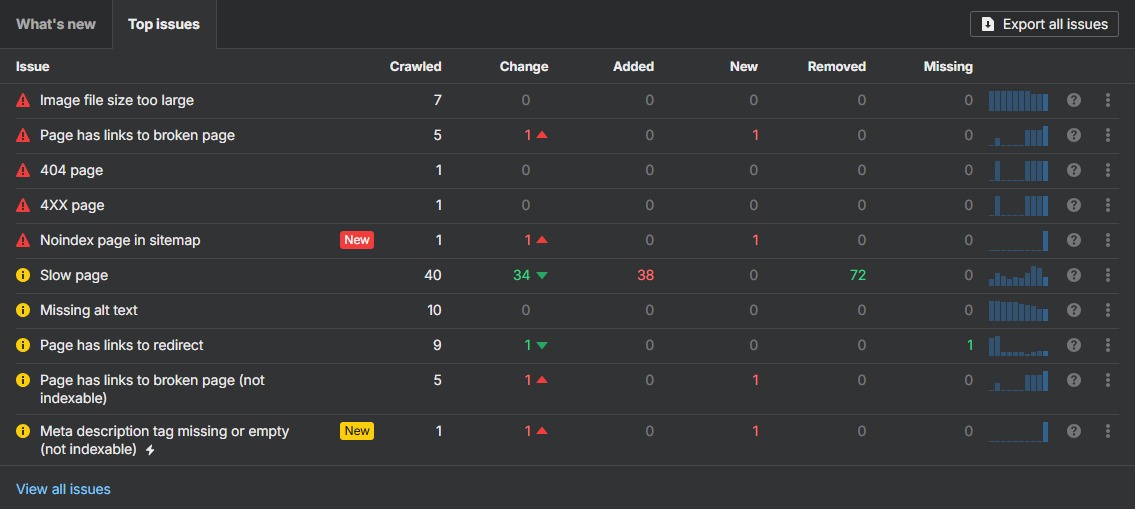 What's new Top issues Export all issues
Issue Crawled Change Added New Removed Missing
Image file size too large 7 0 0 0 0 0
Page has links to broken page 5 1 0 1 0 0
404 page 1 0 0 0 0 0
4XX page 1 0 0 0 0 0
Noindex page in sitemap New 1 1 0 1 0 0
Slow page 40 34 38 0 72 0
Missing alt text 10 0 0 0 0 0
Page has links to redirect 9 1 0 0 0 1
Page has links to broken page (not
indexable) 5 1 0 1 0 0
Meta description tag missing or empty
(not indexable) New 1 1 0 1 0 0
View all issues